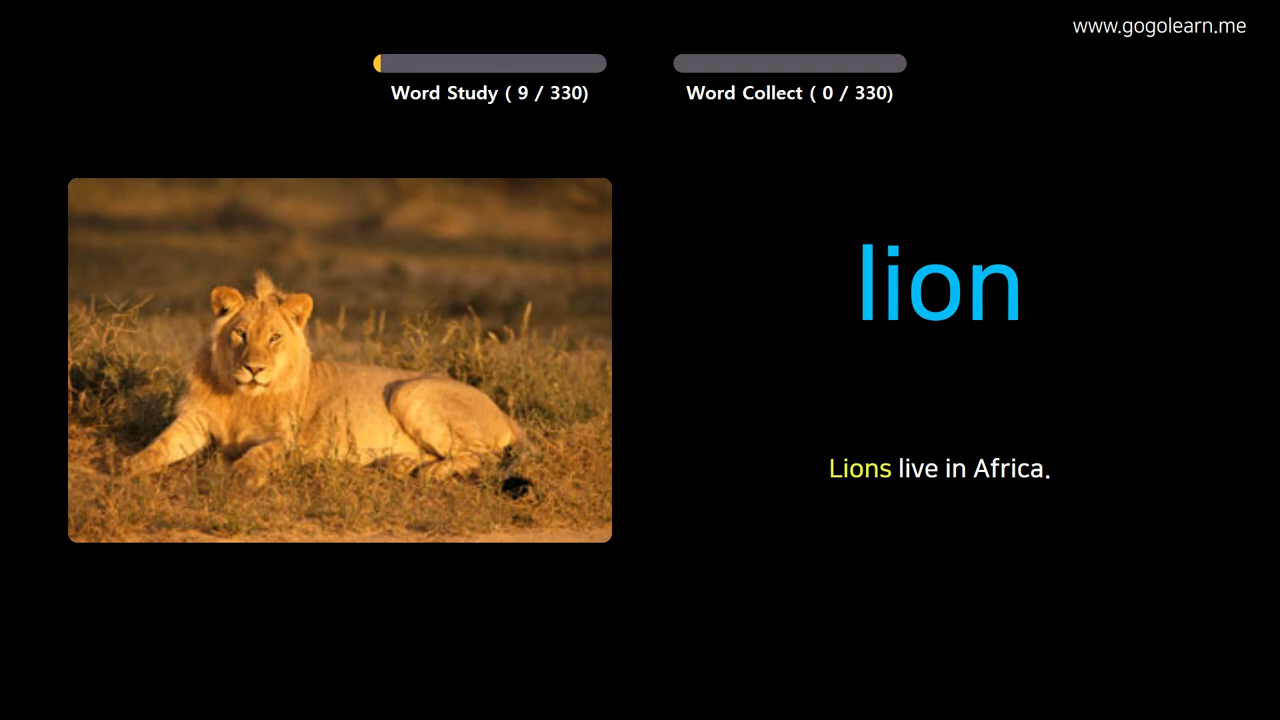 www.gogolearn.me
Word Study ( 9 / 330)
Word Collect ( 0 / 330)
lion
Lions live in Africa.